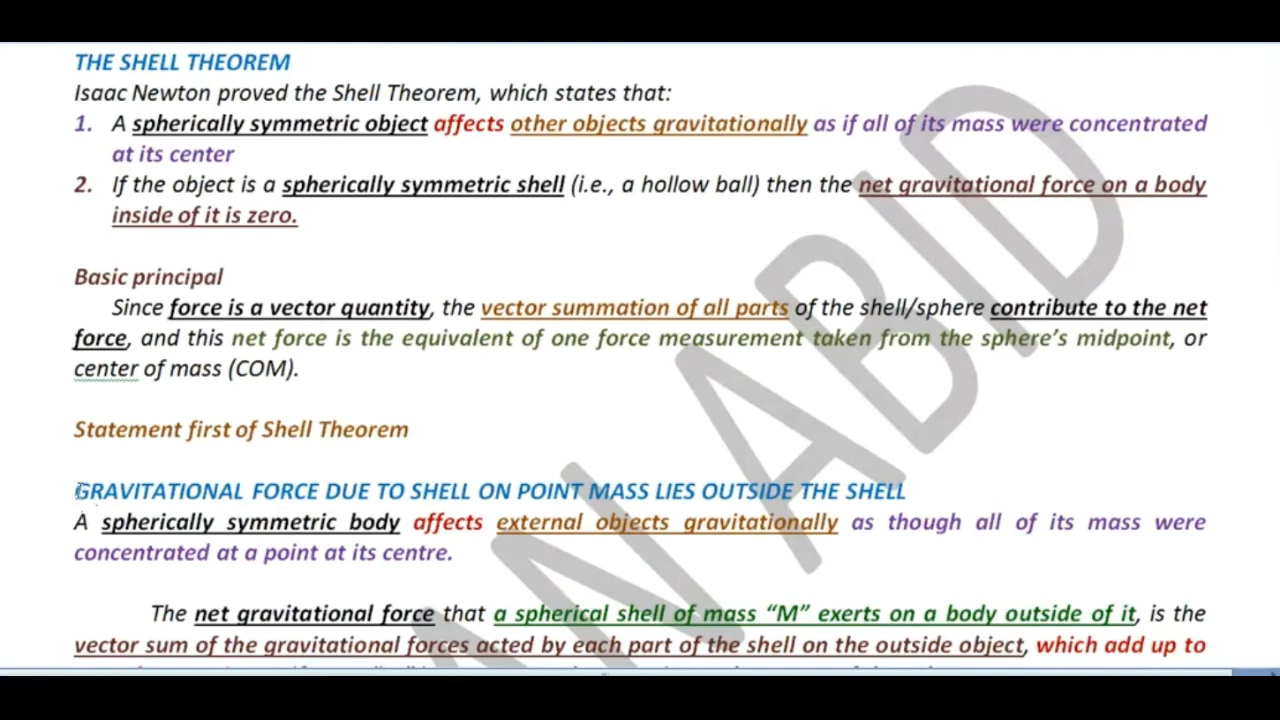 THE SHELL THEOREM
Isaac Newton proved the Shell Theorem, which states that:
1. A spherically symmetric object affects other objects gravitationally as if all of its mass were concentrated
at its center
2. If the object is a spherically symmetric shell (i.e., a hollow ball) then the net gravitational force on a body
inside of it is zero.
Basic principal
Since force is a vector quantity, the vector summation of all parts of the shell/sphere contribute to the net
force, and this net force is the equivalent of one force measurement taken from the sphere's midpoint, or
center of mass (COM).
Statement first of Shell Theorem
GRAVITATIONAL FORCE DUE TO SHELL ON POINT MASS LIES OUTSIDE THE SHELL
A spherically symmetric body affects external objects gravitationally as though all of its mass were
concentrated at a point at its centre.
The net gravitational force that a spherical shell of mass “M” exerts on a body outside of it, is the
vector sum of the gravitational forces acted by each part of the shell on the outside object, which add up to
AN ABID